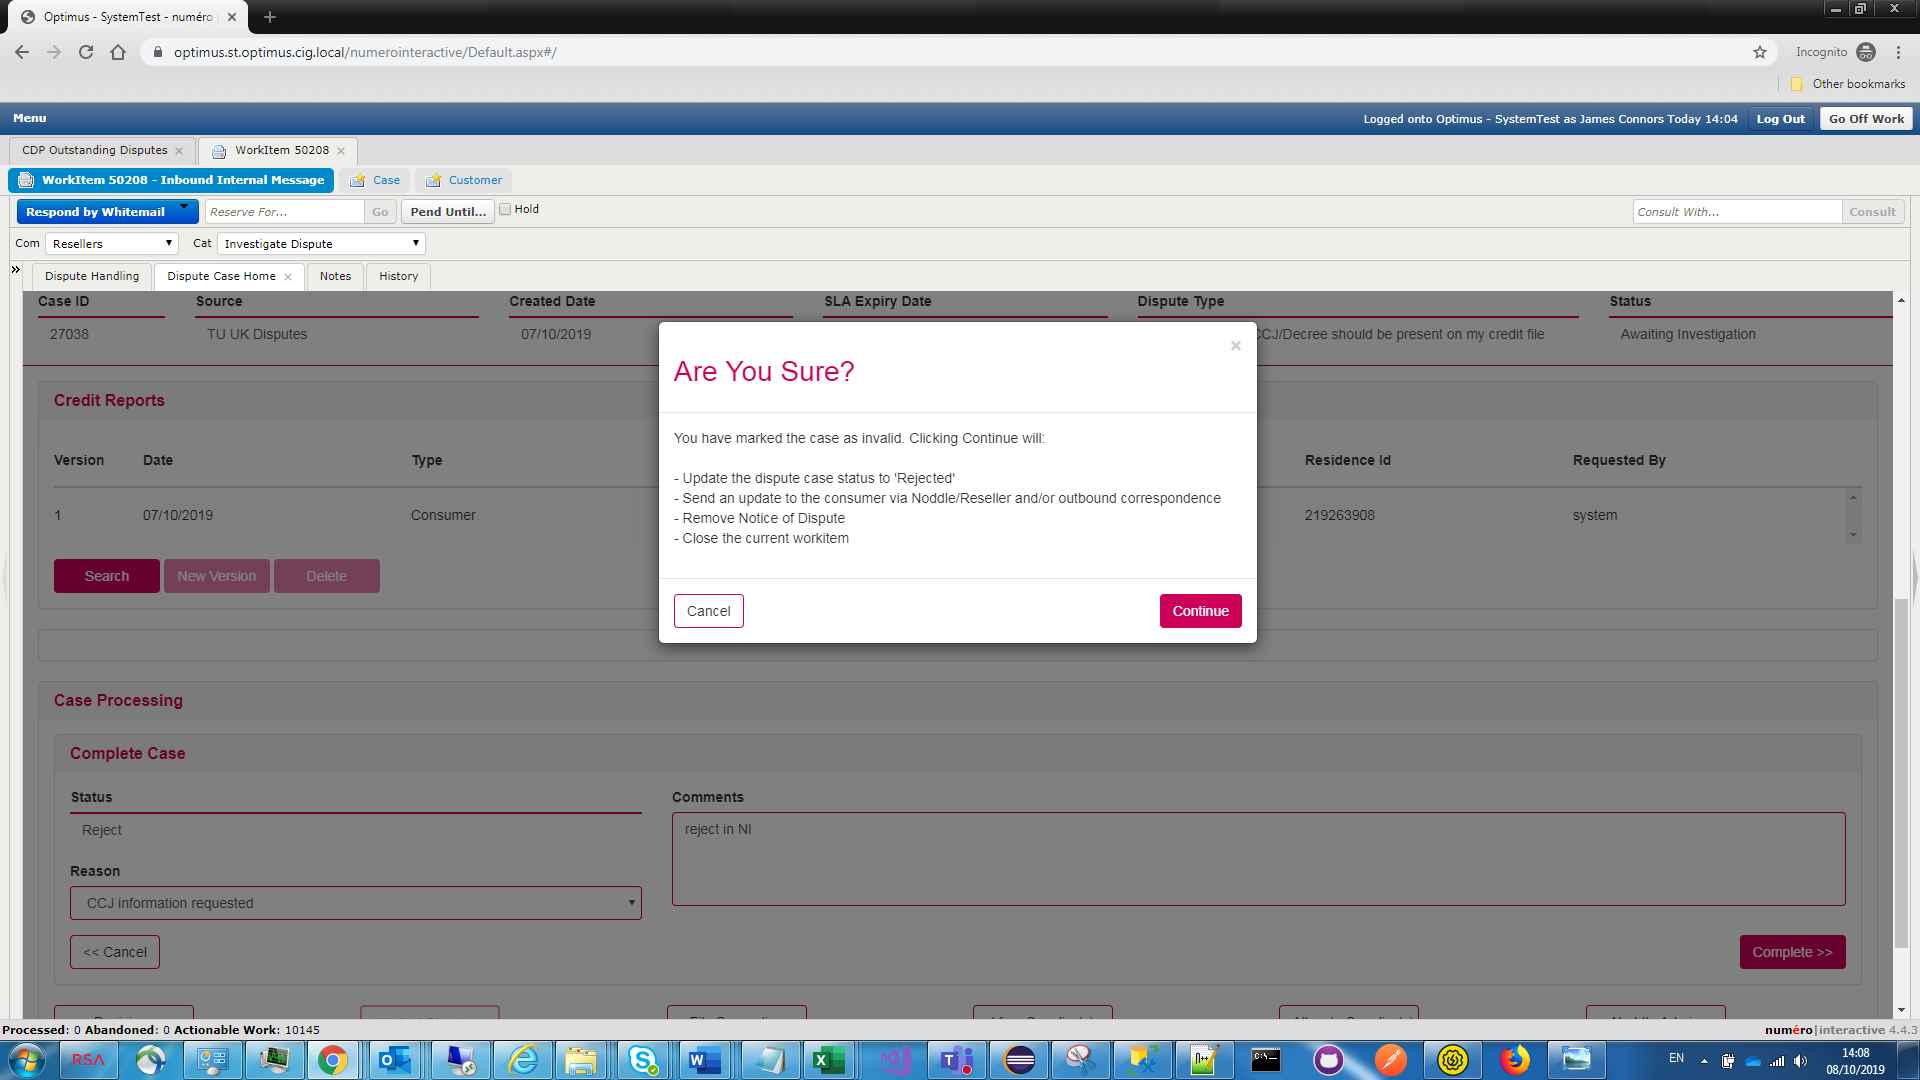 Optimus - SystemTest - numéro
optimus.st.optimus.cig.local/numerointeractive/Default.aspx#/
Incognito
Other bookmarks
Menu
Logged onto Optimus - SystemTest as James Connors Today 14:04
Log Out
Go Off Work
CDP Outstanding Disputes
WorkItem 50208
WorkItem 50208 - Inbound Internal Message
Case
Customer
Respond by Whitemail
Reserve For...
Go
Pend Until...
Hold
Consult With...
Consult
Com
Resellers
Cat
Investigate Dispute
Dispute Handling
Dispute Case Home
Notes
History
Case ID
Source
Created Date
SLA Expiry Date
Dispute Type
Status
27038
TU UK Disputes
07/10/2019
CCJ/Decree should be present on my credit file
Awaiting Investigation
Are You Sure?
You have marked the case as invalid. Clicking Continue will:
- Update the dispute case status to 'Rejected'
- Send an update to the consumer via Noddle/Reseller and/or outbound correspondence
- Remove Notice of Dispute
- Close the current workitem
Cancel
Continue
Credit Reports
Version
Date
Type
Residence Id
Requested By
1
07/10/2019
Consumer
219263908
system
Search
New Version
Delete
Case Processing
Complete Case
Status
Reject
Comments
reject in NI
Reason
CCJ information requested
<< Cancel
Complete >>
Processed: 0 Abandoned: 0 Actionable Work: 10145
numéro|interactive 4.4.3
RSA
EN
14:08
08/10/2019